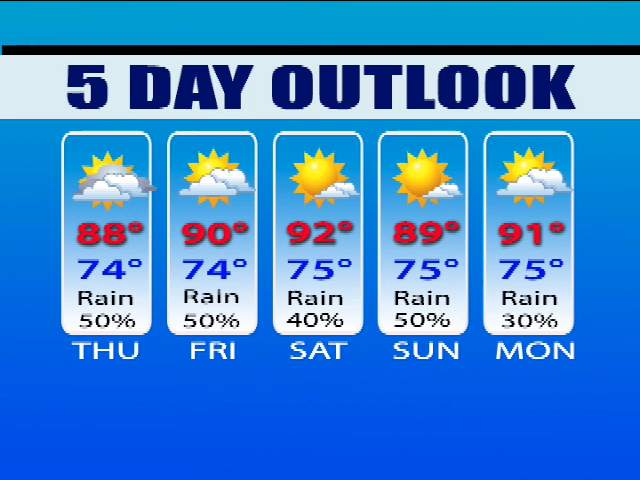 5 DAY OUTLOOK
88° 90° 92° 89° 91°
74° 74° 75° 75° 75°
Rain Rain Rain Rain Rain
50% 50% 40% 50% 30%
THU FRI SAT SUN MON